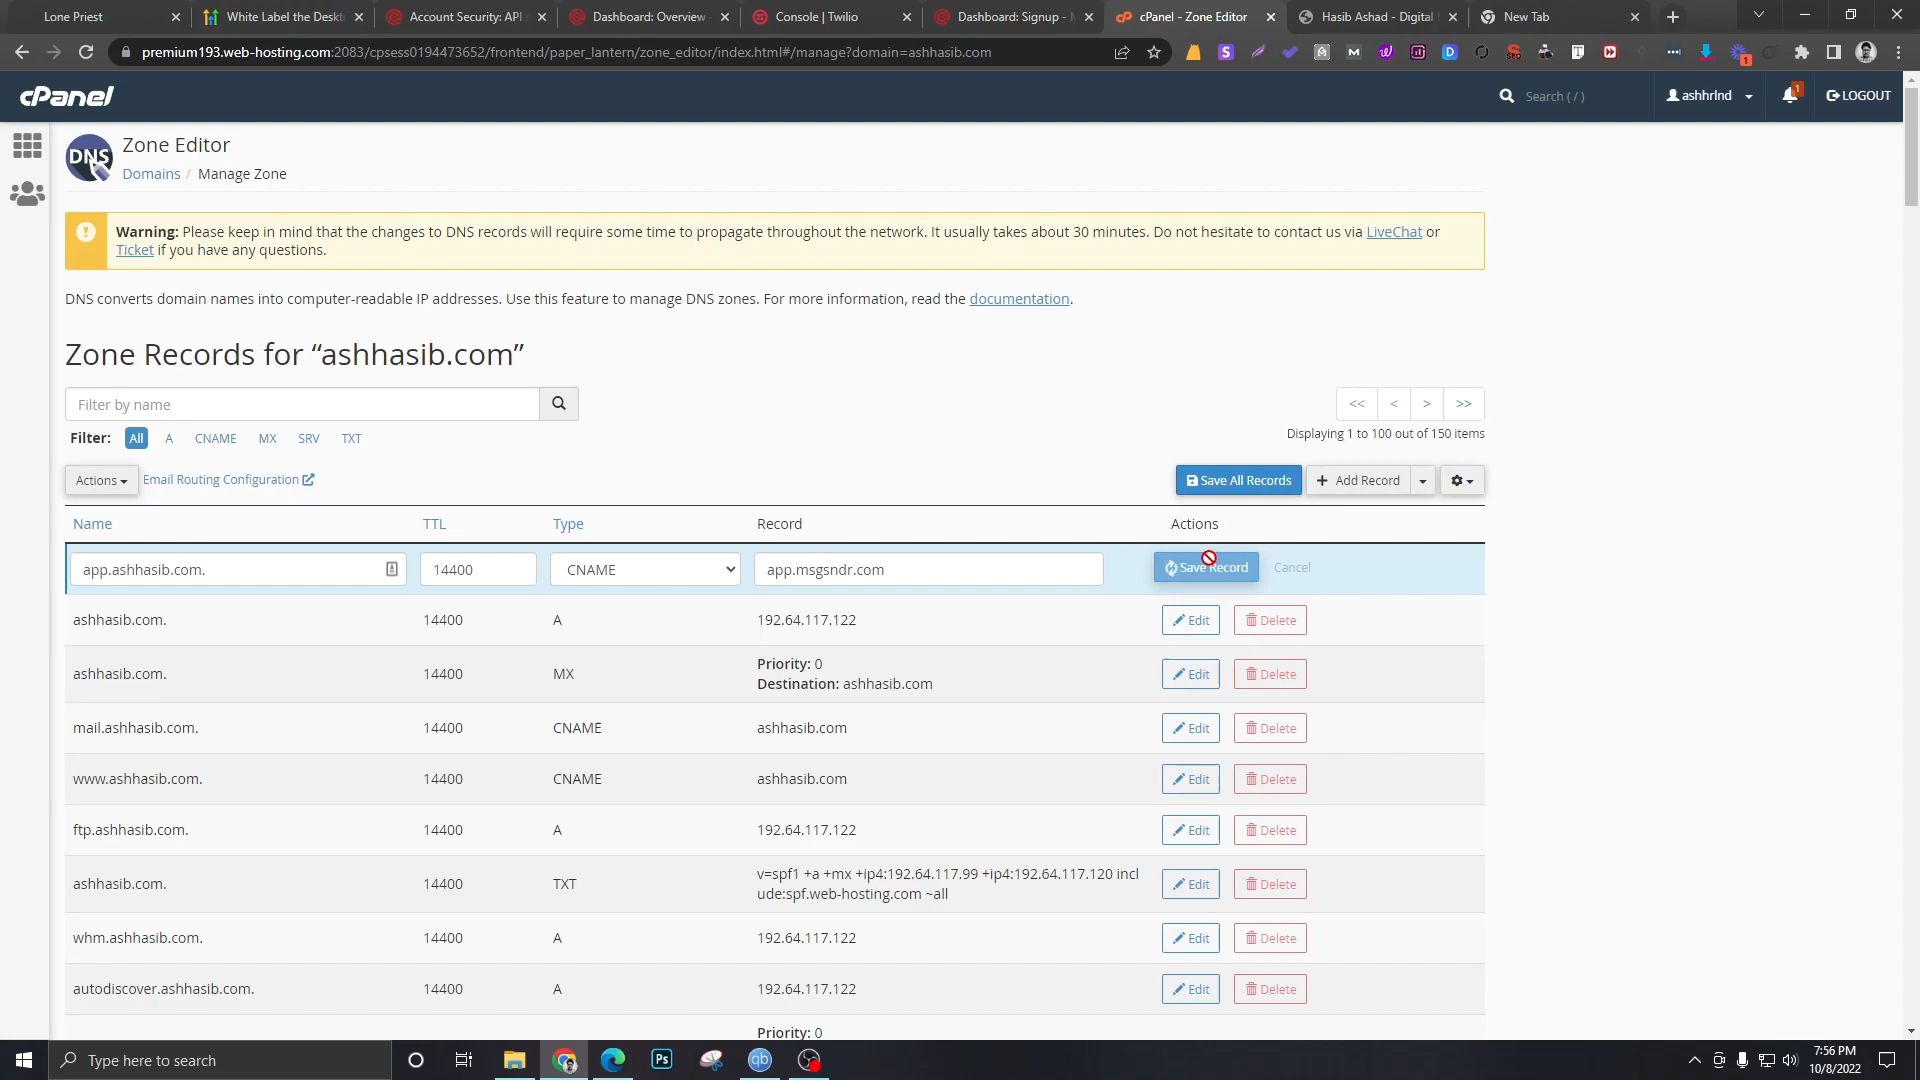 Lone Priest
White Label the Deskt
Account Security: API
Dashboard: Overview -
Console | Twilio
Dashboard: Signup - M
cPanel - Zone Editor
Hasib Ashad - Digital M
New Tab
premium193.web-hosting.com:2083/cpsess0194473652/frontend/paper_lantern/zone_editor/index.html#/manage?domain=ashhasib.com
cPanel
Search ( / )
ashhrlnd
1
LOGOUT
DNS
Zone Editor
Domains / Manage Zone
Warning: Please keep in mind that the changes to DNS records will require some time to propagate throughout the network. It usually takes about 30 minutes. Do not hesitate to contact us via LiveChat or
Ticket if you have any questions.
DNS converts domain names into computer-readable IP addresses. Use this feature to manage DNS zones. For more information, read the documentation.
Zone Records for “ashhasib.com”
Filter by name
<< < > >>
Filter: All A CNAME MX SRV TXT
Displaying 1 to 100 out of 150 items
Actions
Email Routing Configuration
Save All Records
+ Add Record
Name TTL Type Record Actions
app.ashhasib.com. 14400 CNAME app.msgsndr.com Save Record Cancel
ashhasib.com. 14400 A 192.64.117.122 Edit Delete
ashhasib.com. 14400 MX Priority: 0 Edit Delete
Destination: ashhasib.com
mail.ashhasib.com. 14400 CNAME ashhasib.com Edit Delete
www.ashhasib.com. 14400 CNAME ashhasib.com Edit Delete
ftp.ashhasib.com. 14400 A 192.64.117.122 Edit Delete
ashhasib.com. 14400 TXT v=spf1 +a +mx +ip4:192.64.117.99 +ip4:192.64.117.120 incl Edit Delete
ude:spf.web-hosting.com ~all
whm.ashhasib.com. 14400 A 192.64.117.122 Edit Delete
autodiscover.ashhasib.com. 14400 A 192.64.117.122 Edit Delete
Priority: 0
Type here to search
Ps
qb
7:56 PM
10/8/2022